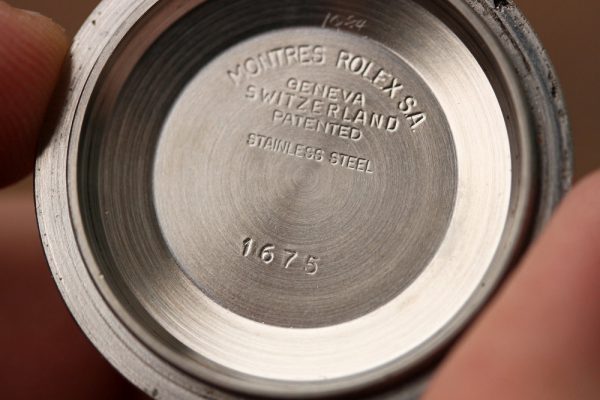 MONTRES ROLEX S.A.
GENEVA
SWITZERLAND
PATENTED
STAINLESS STEEL
1675